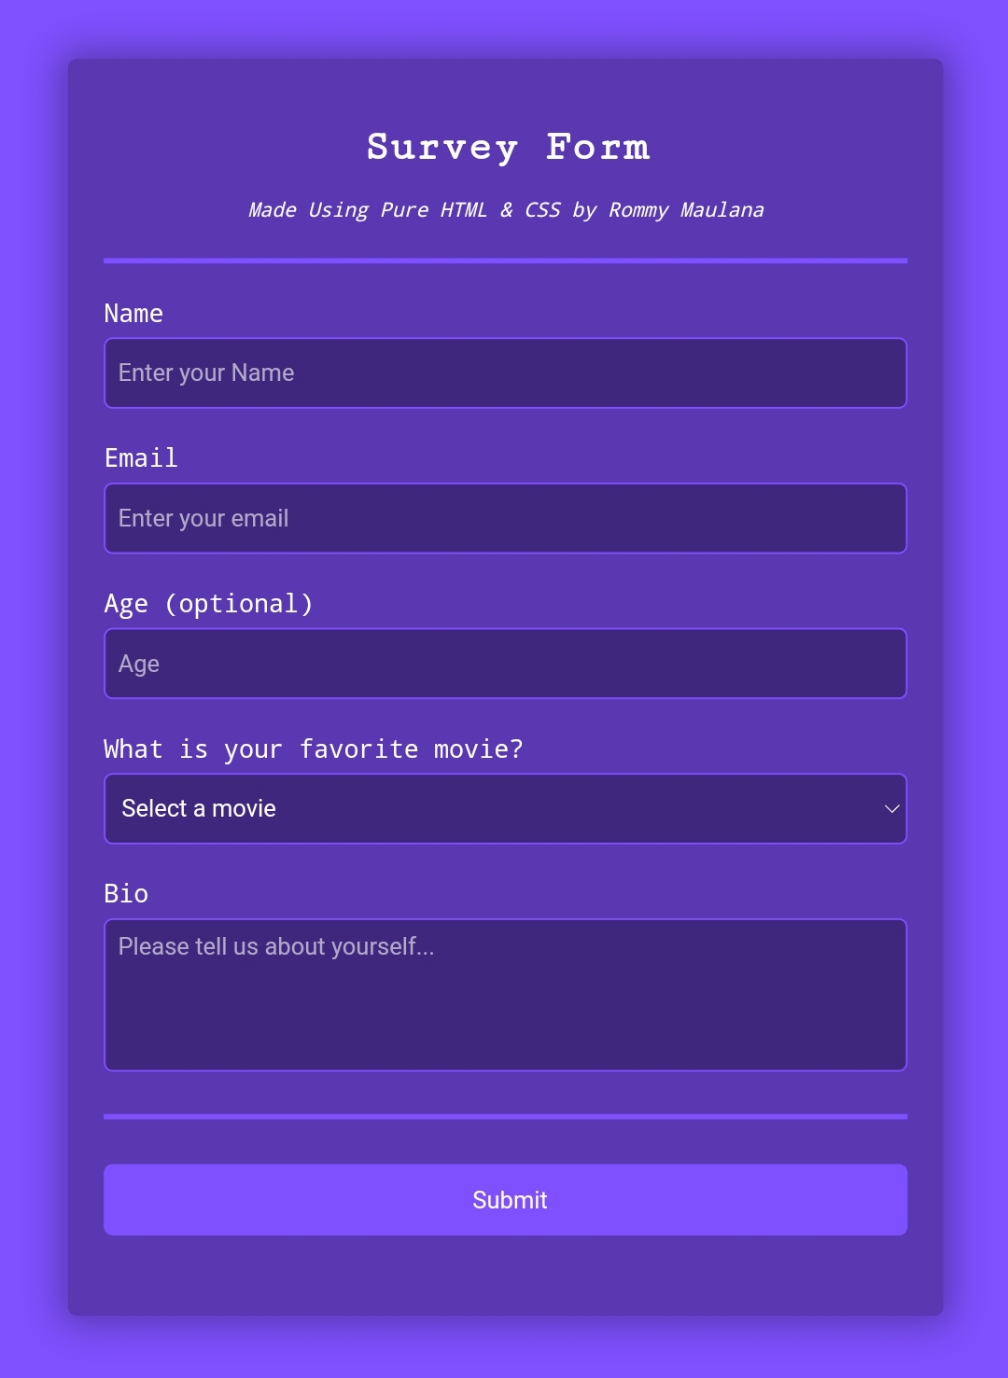 Survey Form
Made Using Pure HTML & CSS by Rommy Maulana
Name
Enter your Name
Email
Enter your email
Age (optional)
Age
What is your favorite movie?
Select a movie
Bio
Please tell us about yourself...
Submit